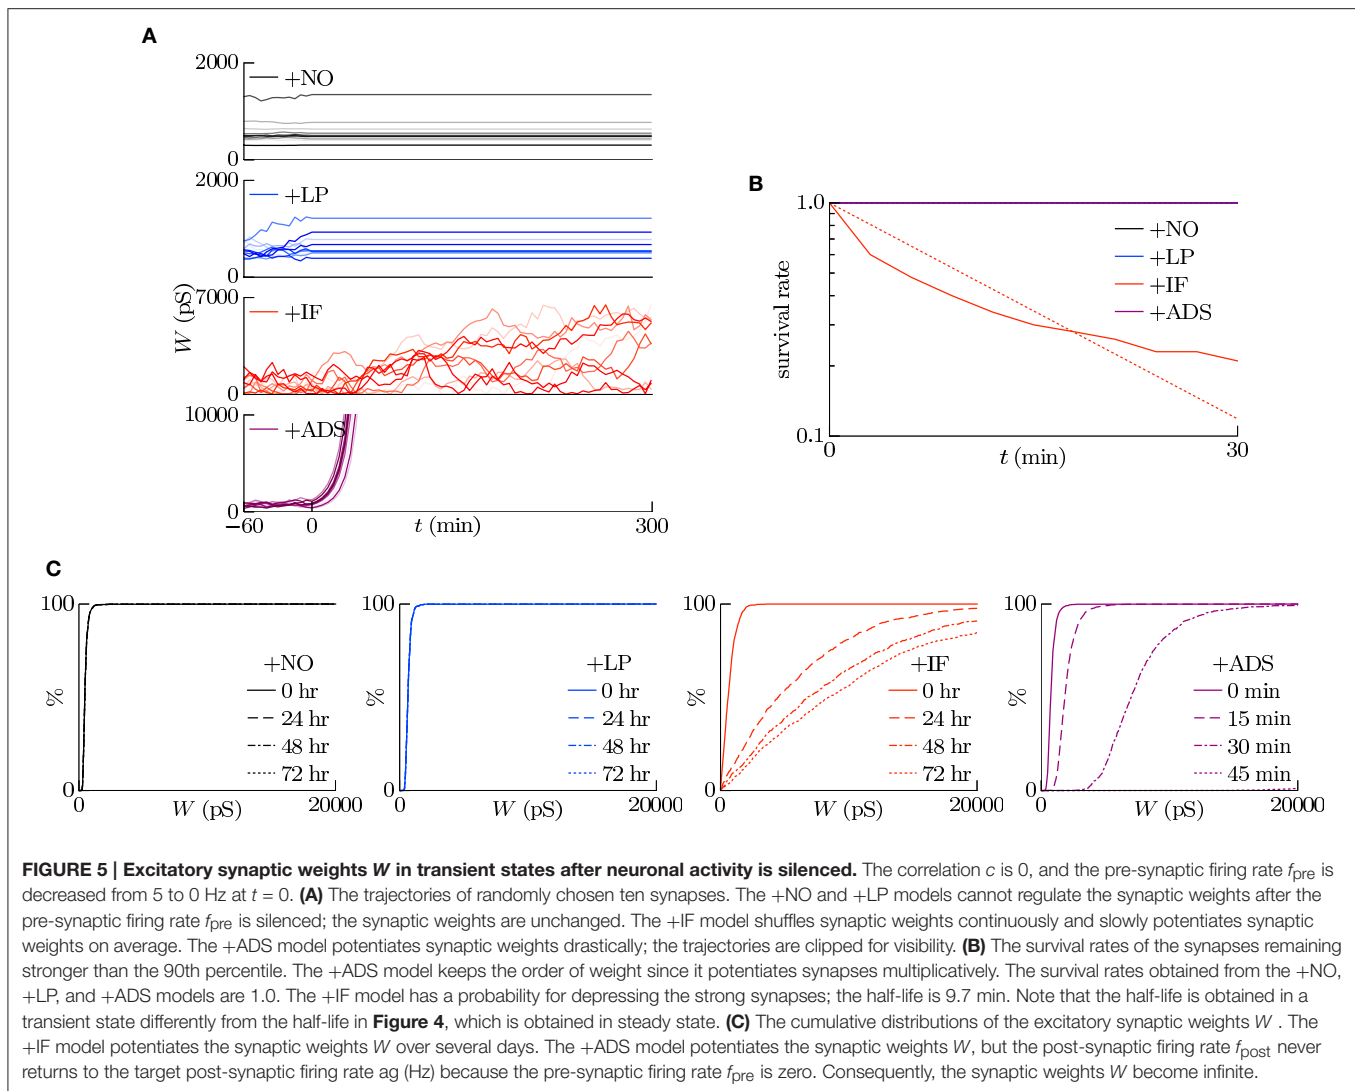 A
2000
+NO
0
2000
+LP
0
W (pS)
7000
+IF
0
10000
+ADS
0
−60
0
t (min)
300
B
1.0
+NO
+LP
+IF
+ADS
survival rate
0.1
0
t (min)
30
C
100
%
+NO
0 hr
24 hr
48 hr
72 hr
0
0
W (pS)
20000
100
%
+LP
0 hr
24 hr
48 hr
72 hr
0
0
W (pS)
20000
100
%
+IF
0 hr
24 hr
48 hr
72 hr
0
0
W (pS)
20000
100
%
+ADS
0 min
15 min
30 min
45 min
0
0
W (pS)
20000
FIGURE 5 | Excitatory synaptic weights W in transient states after neuronal activity is silenced. The correlation c is 0, and the pre-synaptic firing rate fpre is
decreased from 5 to 0 Hz at t = 0. (A) The trajectories of randomly chosen ten synapses. The +NO and +LP models cannot regulate the synaptic weights after the
pre-synaptic firing rate fpre is silenced; the synaptic weights are unchanged. The +IF model shuffles synaptic weights continuously and slowly potentiates synaptic
weights on average. The +ADS model potentiates synaptic weights drastically; the trajectories are clipped for visibility. (B) The survival rates of the synapses remaining
stronger than the 90th percentile. The +ADS model keeps the order of weight since it potentiates synapses multiplicatively. The survival rates obtained from the +NO,
+LP, and +ADS models are 1.0. The +IF model has a probability for depressing the strong synapses; the half-life is 9.7 min. Note that the half-life is obtained in a
transient state differently from the half-life in Figure 4, which is obtained in steady state. (C) The cumulative distributions of the excitatory synaptic weights W . The
+IF model potentiates the synaptic weights W over several days. The +ADS model potentiates the synaptic weights W, but the post-synaptic firing rate fpost never
returns to the target post-synaptic firing rate ag (Hz) because the pre-synaptic firing rate fpre is zero. Consequently, the synaptic weights W become infinite.